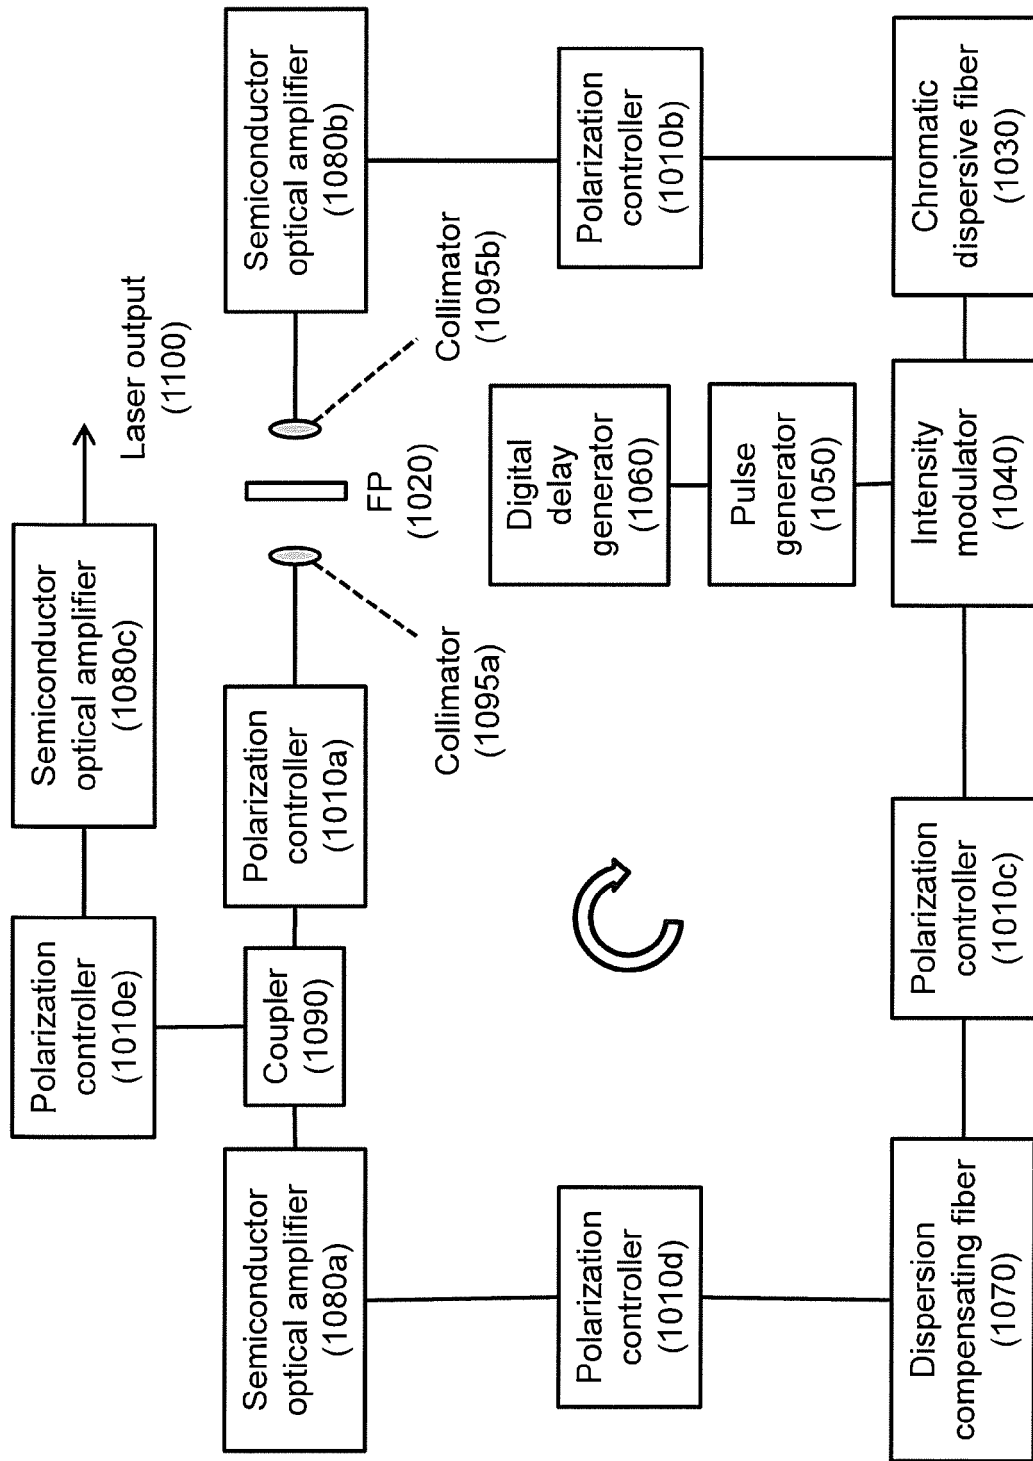 Polarization
controller
(1010e)
Semiconductor
optical amplifier
(1080c)
Laser output
(1100)
Semiconductor
optical amplifier
(1080a)
Coupler
(1090)
Polarization
controller
(1010a)
Collimator
(1095a)
FP
(1020)
Collimator
(1095b)
Semiconductor
optical amplifier
(1080b)
Polarization
controller
(1010d)
Digital
delay
generator
(1060)
Pulse
generator
(1050)
Polarization
controller
(1010b)
Dispersion
compensating fiber
(1070)
Polarization
controller
(1010c)
Intensity
modulator
(1040)
Chromatic
dispersive fiber
(1030)